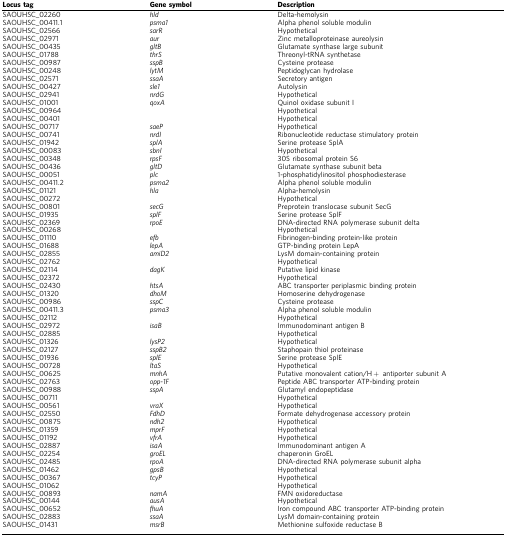 Locus tag Gene symbol Description
SAOUHSC_02260 hld Delta-hemolysin
SAOUHSC_00411.1 psma1 Alpha phenol soluble modulin
SAOUHSC_02566 sarR Hypothetical
SAOUHSC_02971 aur Zinc metalloproteinase aureolysin
SAOUHSC_00435 gltB Glutamate synthase large subunit
SAOUHSC_01788 thrS Threonyl-tRNA synthetase
SAOUHSC_00987 sspB Cysteine protease
SAOUHSC_00248 lytM Peptidoglycan hydrolase
SAOUHSC_02571 ssaA Secretory antigen
SAOUHSC_00427 sle1 Autolysin
SAOUHSC_02941 nrdG Hypothetical
SAOUHSC_01001 qoxA Quinol oxidase subunit I
SAOUHSC_00964 Hypothetical
SAOUHSC_00401 Hypothetical
SAOUHSC_00717 saeP Hypothetical
SAOUHSC_00741 nrdI Ribonucleotide reductase stimulatory protein
SAOUHSC_01942 splA Serine protease SplA
SAOUHSC_00083 sbnI Hypothetical
SAOUHSC_00348 rpsF 30S ribosomal protein S6
SAOUHSC_00436 gltD Glutamate synthase subunit beta
SAOUHSC_00051 plc 1-phosphatidylinositol phosphodiesterase
SAOUHSC_00411.2 psma2 Alpha phenol soluble modulin
SAOUHSC_01121 hla Alpha-hemolysin
SAOUHSC_00272 Hypothetical
SAOUHSC_00801 secG Preprotein translocase subunit SecG
SAOUHSC_01935 splF Serine protease SplF
SAOUHSC_02369 rpoE DNA-directed RNA polymerase subunit delta
SAOUHSC_00268 Hypothetical
SAOUHSC_01110 efb Fibrinogen-binding protein-like protein
SAOUHSC_01688 lepA GTP-binding protein LepA
SAOUHSC_02855 amiD2 LysM domain-containing protein
SAOUHSC_02762 Hypothetical
SAOUHSC_02114 dagK Putative lipid kinase
SAOUHSC_02372 Hypothetical
SAOUHSC_02430 htsA ABC transporter periplasmic binding protein
SAOUHSC_01320 dhoM Homoserine dehydrogenase
SAOUHSC_00986 sspC Cysteine protease
SAOUHSC_00411.3 psma3 Alpha phenol soluble modulin
SAOUHSC_02112 Hypothetical
SAOUHSC_02972 isaB Immunodominant antigen B
SAOUHSC_02885 Hypothetical
SAOUHSC_01326 lysP2 Hypothetical
SAOUHSC_02127 sspB2 Staphopain thiol proteinase
SAOUHSC_01936 splE Serine protease SplE
SAOUHSC_00728 ltaS Hypothetical
SAOUHSC_00625 mnhA Putative monovalent cation/H+ antiporter subunit A
SAOUHSC_02763 opp-1F Peptide ABC transporter ATP-binding protein
SAOUHSC_00988 sspA Glutamyl endopeptidase
SAOUHSC_00711 Hypothetical
SAOUHSC_00561 vraX Hypothetical
SAOUHSC_02550 FdhD Formate dehydrogenase accessory protein
SAOUHSC_00875 ndh2 Hypothetical
SAOUHSC_01359 mprF Hypothetical
SAOUHSC_01192 vfrA Hypothetical
SAOUHSC_02887 isaA Immunodominant antigen A
SAOUHSC_02254 groEL chaperonin GroEL
SAOUHSC_02485 rpoA DNA-directed RNA polymerase subunit alpha
SAOUHSC_01462 gpsB Hypothetical
SAOUHSC_00367 tcyP Hypothetical
SAOUHSC_01062 Hypothetical
SAOUHSC_00893 namA FMN oxidoreductase
SAOUHSC_00144 ausA Hypothetical
SAOUHSC_00652 fhuA Iron compound ABC transporter ATP-binding protein
SAOUHSC_02883 ssaA LysM domain-containing protein
SAOUHSC_01431 msrB Methionine sulfoxide reductase B